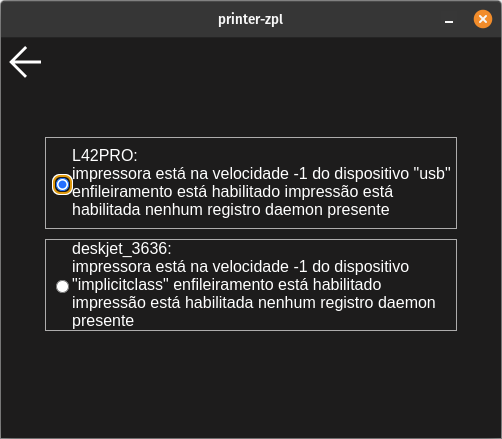 printer-zpl
L42PRO:
impressora está na velocidade -1 do dispositivo "usb"
enfileiramento está habilitado impressão está
habilitada nenhum registro daemon presente
deskjet_3636:
impressora está na velocidade -1 do dispositivo
"implicitclass" enfileiramento está habilitado
impressão está habilitada nenhum registro daemon
presente